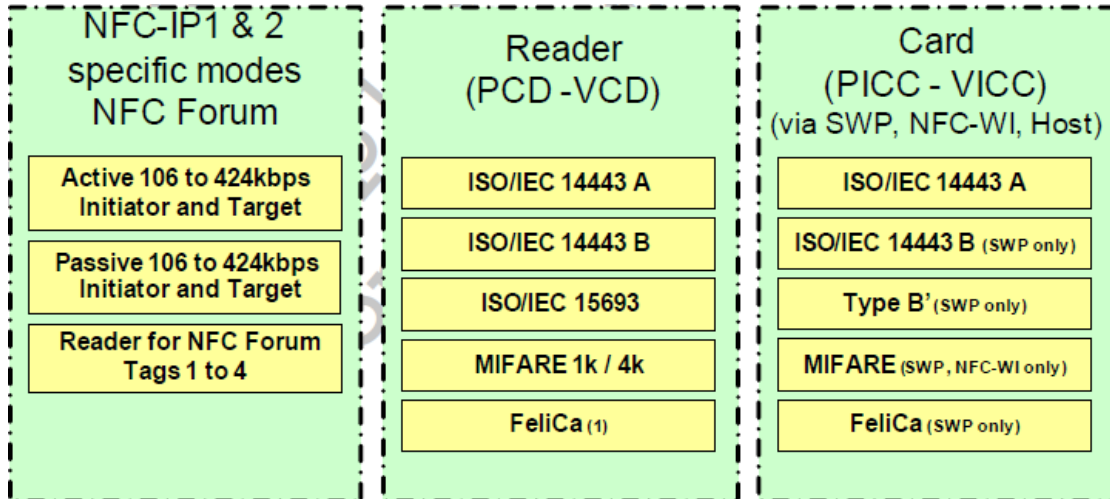 NFC-IP1 & 2
specific modes
NFC Forum
Active 106 to 424kbps
Initiator and Target
Passive 106 to 424kbps
Initiator and Target
Reader for NFC Forum
Tags 1 to 4
Reader
(PCD -VCD)
ISO/IEC 14443 A
ISO/IEC 14443 B
ISO/IEC 15693
MIFARE 1k / 4k
FeliCa (1)
Card
(PICC - VICC)
(via SWP, NFC-WI, Host)
ISO/IEC 14443 A
ISO/IEC 14443 B (SWP only)
Type B’ (SWP only)
MIFARE (SWP, NFC-WI only)
FeliCa (SWP only)